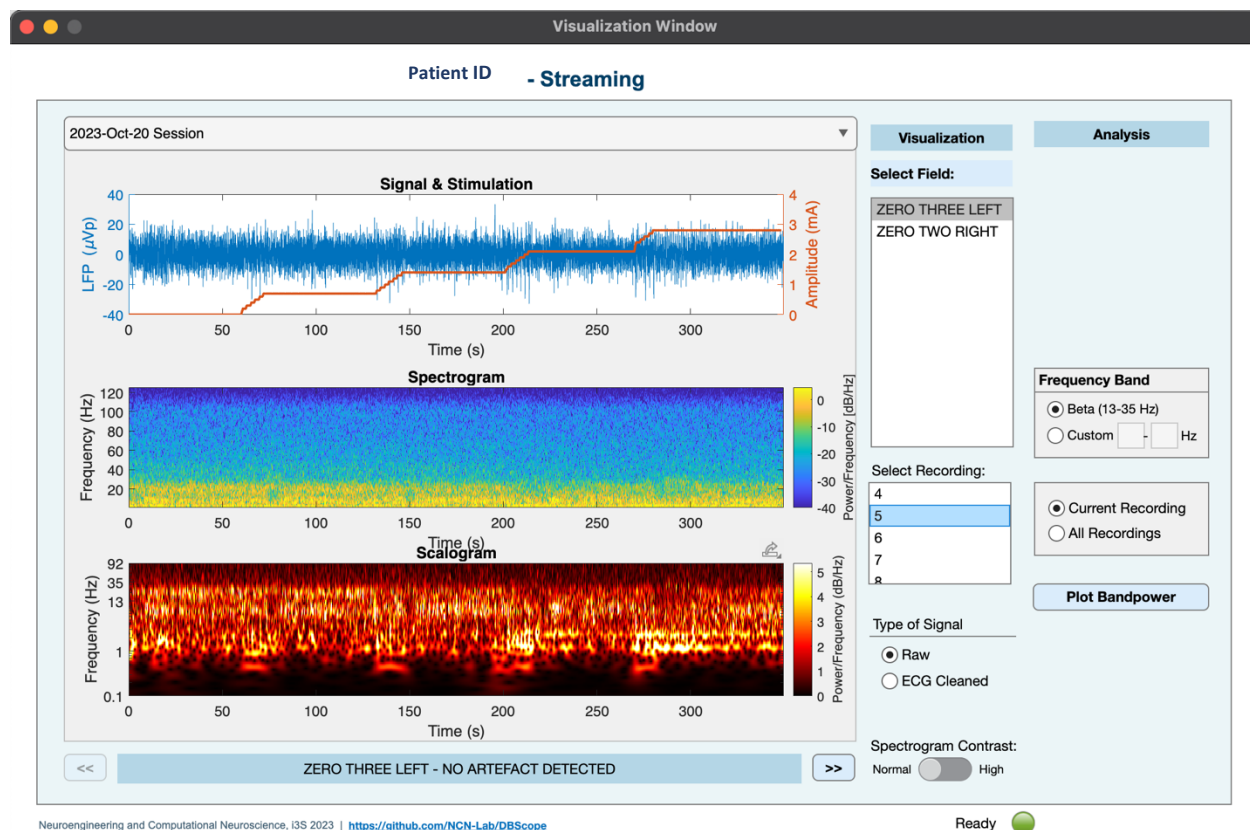 Visualization Window
Patient ID - Streaming
2023-Oct-20 Session
Signal & Stimulation
40
20
0
-20
-40
LFP (μVp)
4
3
2
1
0
Amplitude (mA)
0 50 100 150 200 250 300
Time (s)
Spectrogram
120
100
80
60
40
20
Frequency (Hz)
0
-10
-20
-30
-40
Power/Frequency [dB/Hz]
0 50 100 150 200 250 300
Time (s)
Scalogram
92
35
13
1
0.1
Frequency (Hz)
5
4
3
2
1
0
Power/Frequency (dB/Hz)
0 50 100 150 200 250 300
Time (s)
<<
ZERO THREE LEFT - NO ARTEFACT DETECTED
>>
Visualization
Select Field:
ZERO THREE LEFT
ZERO TWO RIGHT
Select Recording:
4
5
6
7
8
Type of Signal
Raw
ECG Cleaned
Spectrogram Contrast:
Normal High
Analysis
Frequency Band
Beta (13-35 Hz)
Custom - Hz
Current Recording
All Recordings
Plot Bandpower
Neuroengineering and Computational Neuroscience, i3S 2023 | https://github.com/NCN-Lab/DBScope
Ready